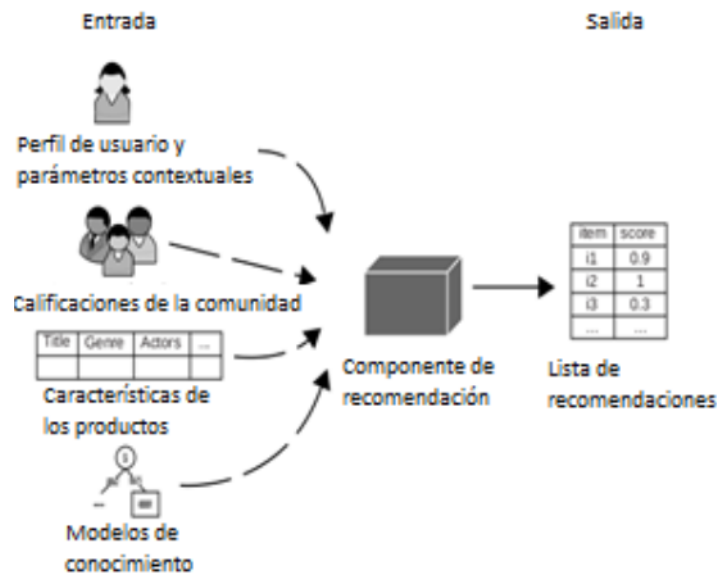 Entrada
Salida
Perfil de usuario y
parámetros contextuales
Calificaciones de la comunidad
Title Genre Actors ...
Características de
los productos
Modelos de
conocimiento
Componente de
recomendación
item score
i1 0.9
i2 1
i3 0.3
... ...
Lista de
recomendaciones